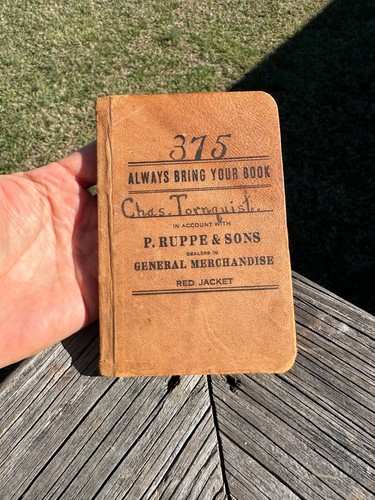 375
ALWAYS BRING YOUR BOOK
Chas. Tornquist.
IN ACCOUNT WITH
P. RUPPE & SONS
DEALERS IN
GENERAL MERCHANDISE
RED JACKET